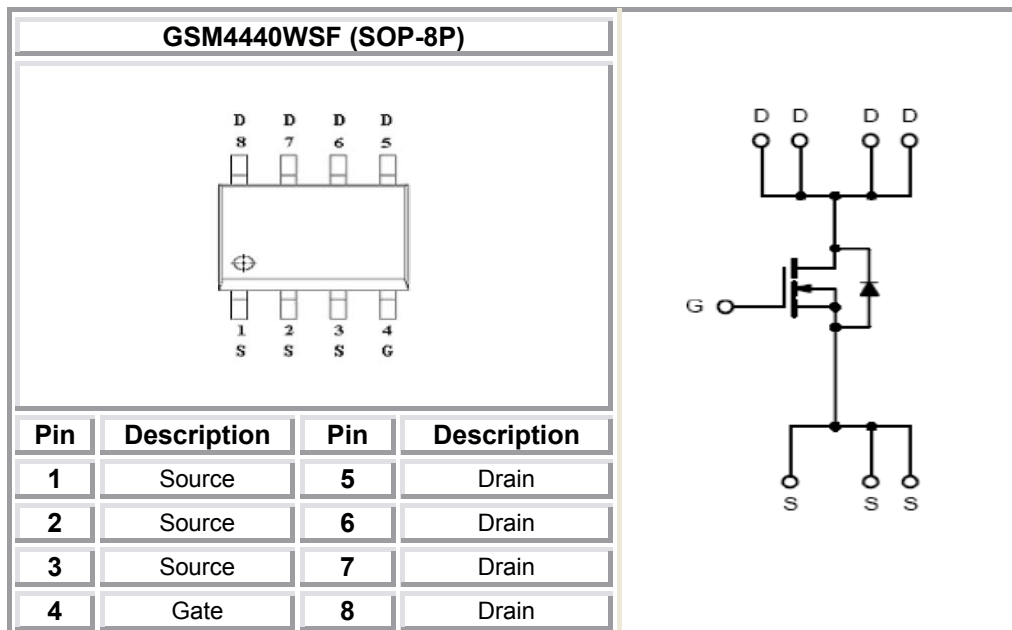 GSM4440WSF (SOP-8P)
D D D D
8 7 6 5
1 2 3 4
S S S G
Pin Description Pin Description
1 Source 5 Drain
2 Source 6 Drain
3 Source 7 Drain
4 Gate 8 Drain
D D D D
G
S S S